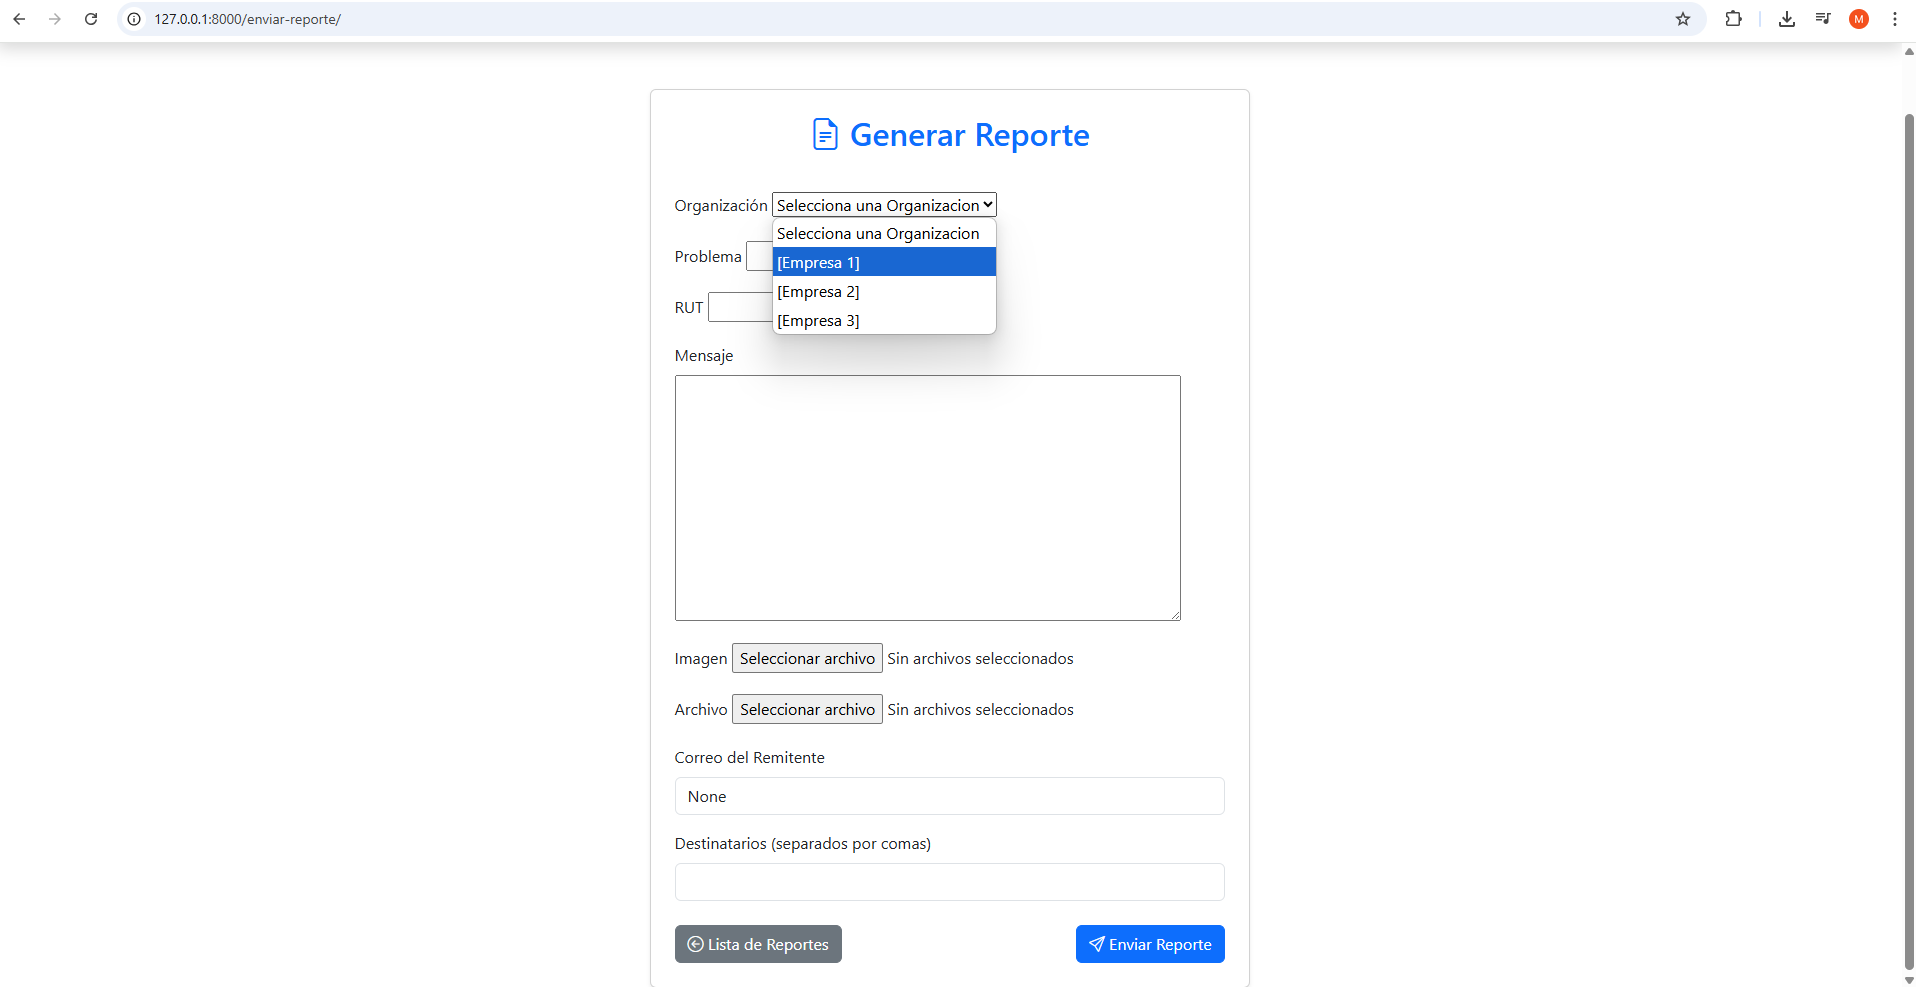 127.0.0.1:8000/enviar-reporte/
M
Generar Reporte
Organización Selecciona una Organizacion
Selecciona una Organizacion
[Empresa 1]
[Empresa 2]
[Empresa 3]
Problema
RUT
Mensaje
Imagen Seleccionar archivo Sin archivos seleccionados
Archivo Seleccionar archivo Sin archivos seleccionados
Correo del Remitente
None
Destinatarios (separados por comas)
Lista de Reportes Enviar Reporte